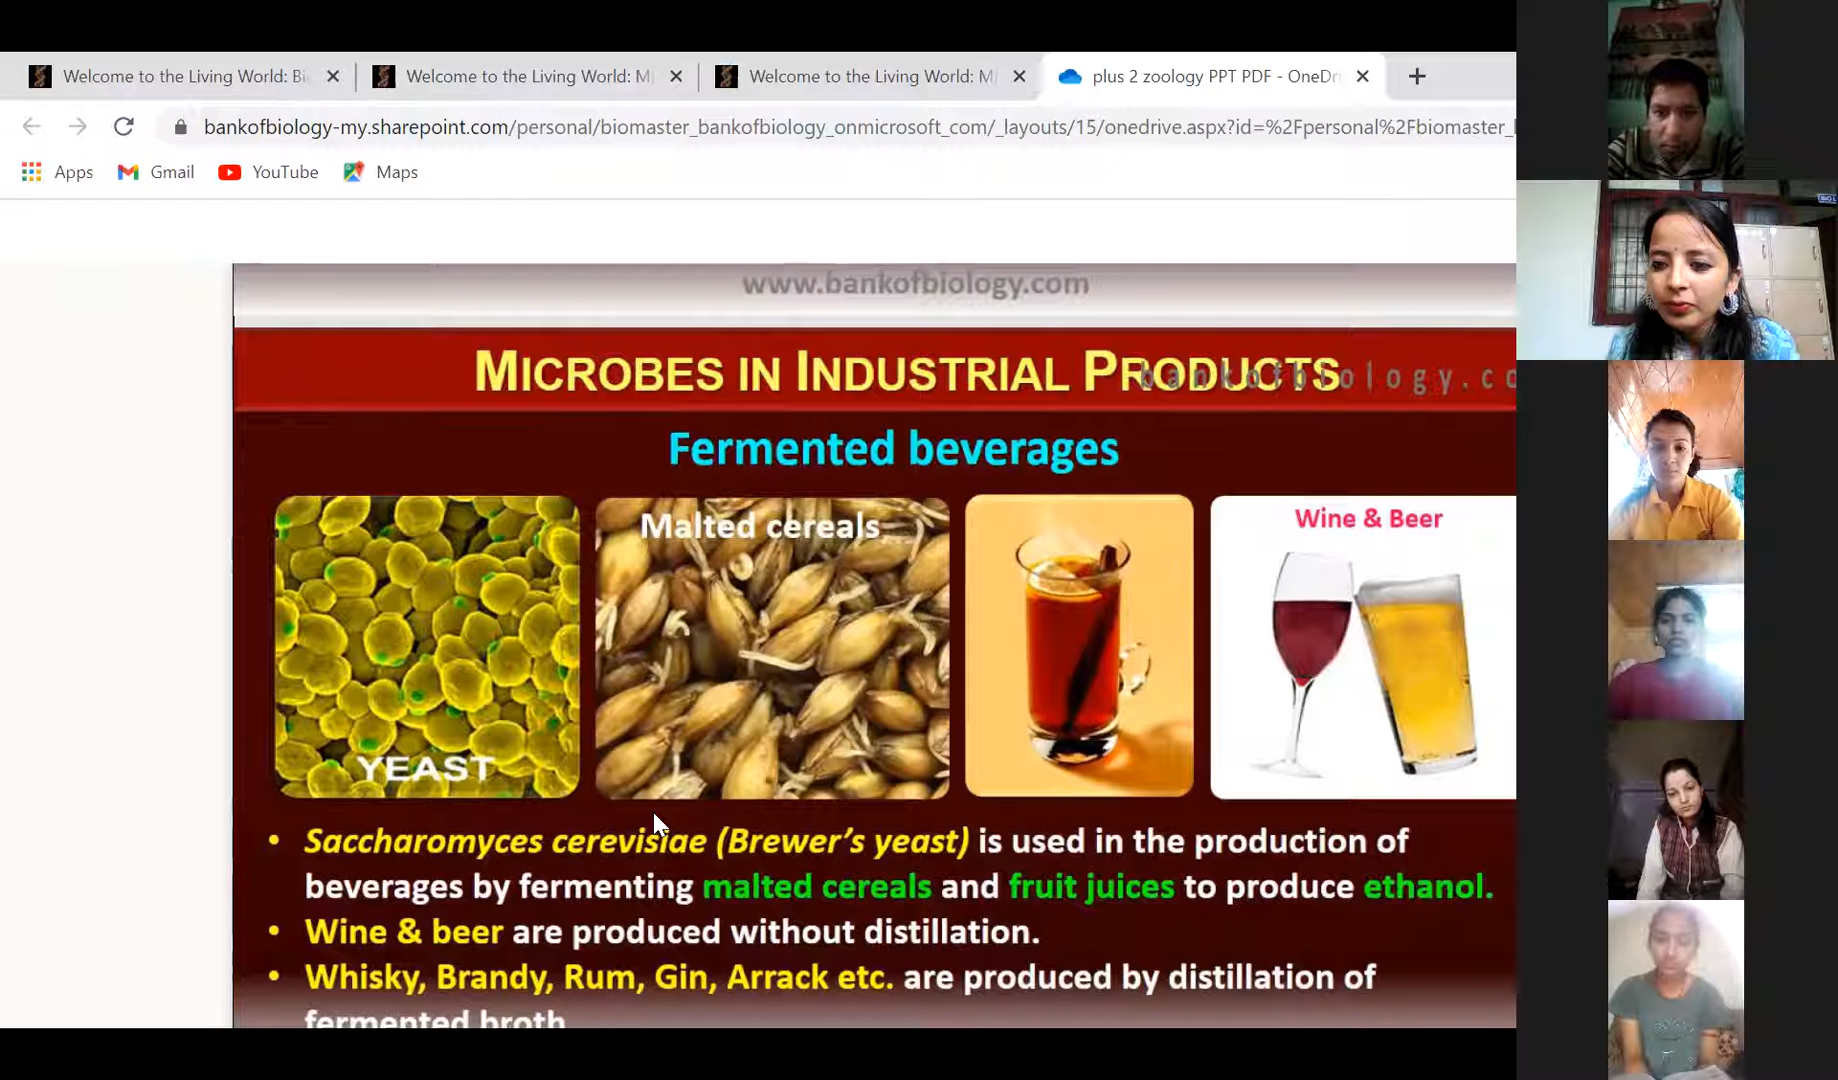 Welcome to the Living World: Bi
Welcome to the Living World: M
Welcome to the Living World: M
plus 2 zoology PPT PDF - OneDri
bankofbiology-my.sharepoint.com/personal/biomaster_bankofbiology_onmicrosoft_com/_layouts/15/onedrive.aspx?id=%2Fpersonal%2Fbiomaster_l
Apps
Gmail
YouTube
Maps
www.bankofbiology.com
MICROBES IN INDUSTRIAL PRODUCTS
bankofbiology.co
Fermented beverages
YEAST
Malted cereals
Wine & Beer
• Saccharomyces cerevisiae (Brewer's yeast) is used in the production of
beverages by fermenting malted cereals and fruit juices to produce ethanol.
• Wine & beer are produced without distillation.
• Whisky, Brandy, Rum, Gin, Arrack etc. are produced by distillation of
fermented broth